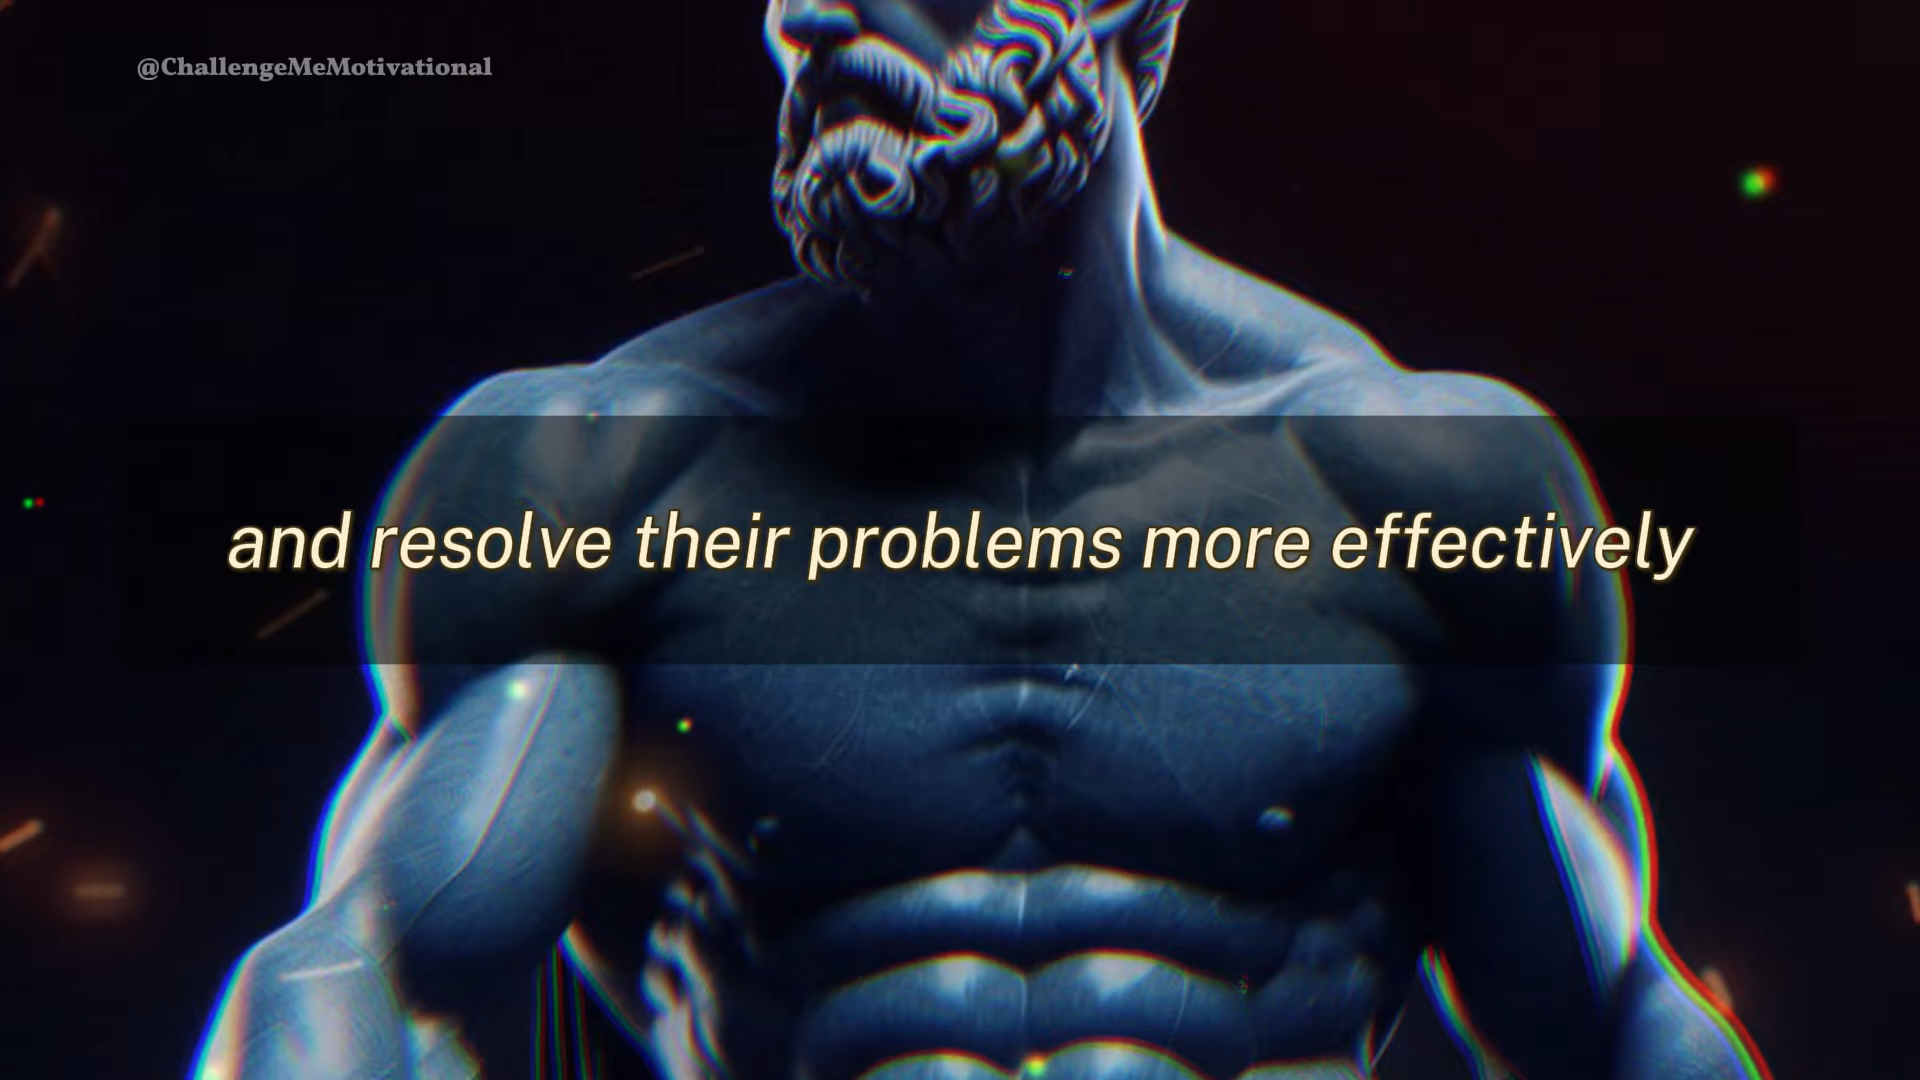 @ChallengeMeMotivational
and resolve their problems more effectively